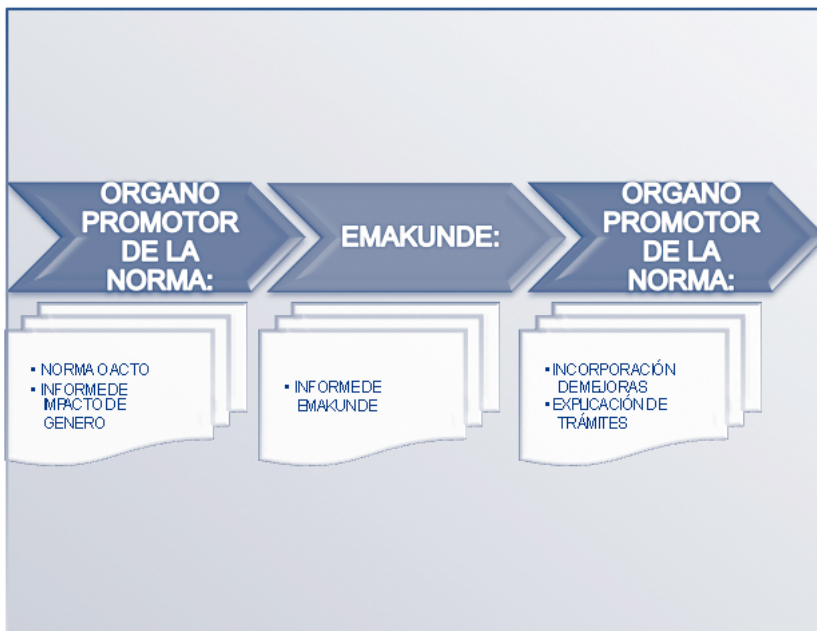 ORGANO
PROMOTOR
DE LA
NORMA:
EMAKUNDE:
ORGANO
PROMOTOR
DE LA
NORMA:
▪ NORMA O ACTO
▪ INFORME DE
IMPACTO DE
GENERO
▪ INFORME DE
EMAKUNDE
▪ INCORPORACIÓN
DE MEJORAS
▪ EXPLICACIÓN DE
TRÁMITES